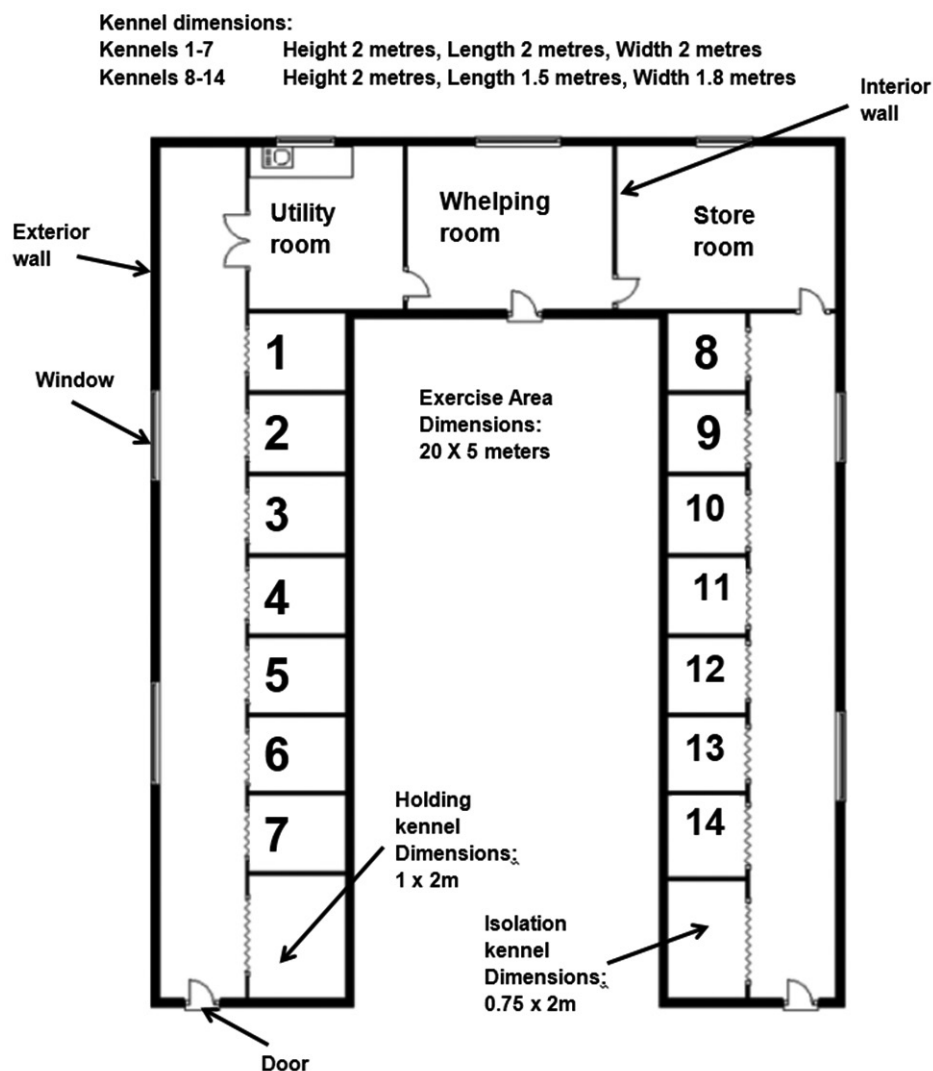 Kennel dimensions:
Kennels 1-7 Height 2 metres, Length 2 metres, Width 2 metres
Kennels 8-14 Height 2 metres, Length 1.5 metres, Width 1.8 metres
Interior
wall
Exterior
wall
Utility
room
Whelping
room
Store
room
Window
1
2
3
4
5
6
7
8
9
10
11
12
13
14
Exercise Area
Dimensions:
20 X 5 meters
Holding
kennel
Dimensions:
1 x 2m
Isolation
kennel
Dimensions:
0.75 x 2m
Door